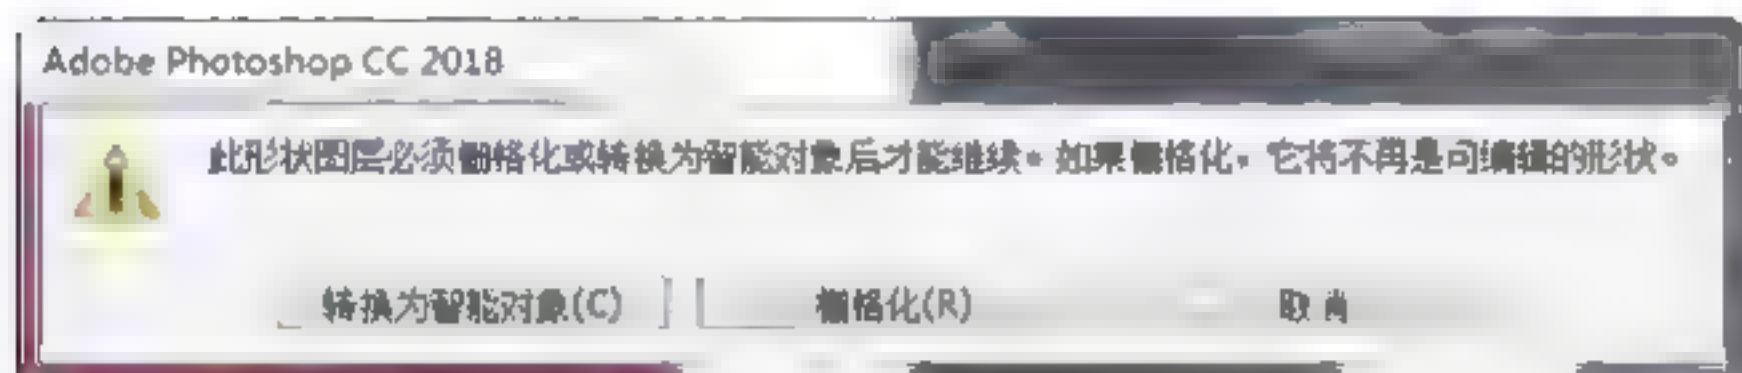 Adobe Photoshop CC 2018
此形状图层必须栅格化或转换为智能对象后才能继续。如果栅格化，它将不再是可编辑的形状。
转换为智能对象(C) 栅格化(R) 取消